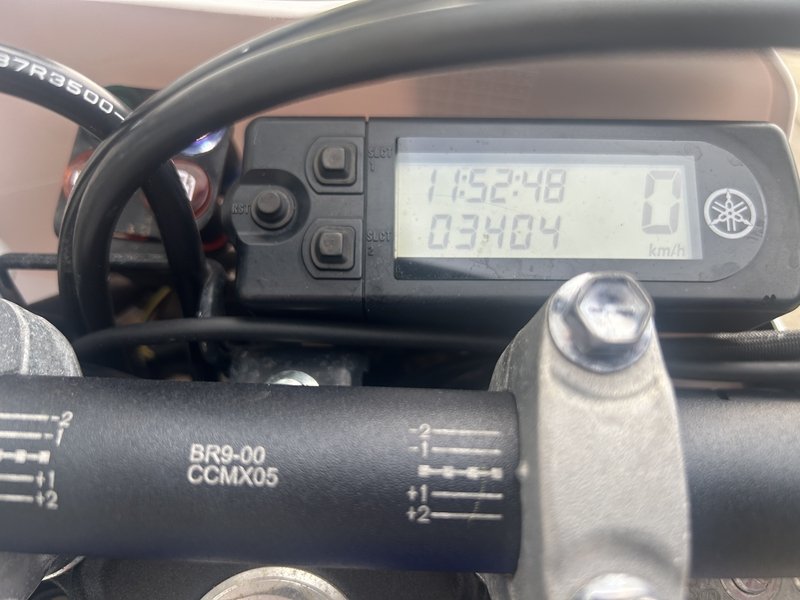 37R3500-
SLCT
1
11:52:48
0
RST
03404
SLCT
2
km/h
-2
-1
+1
+2
BR9-00
CCMX05
-2
-1
+1
+2